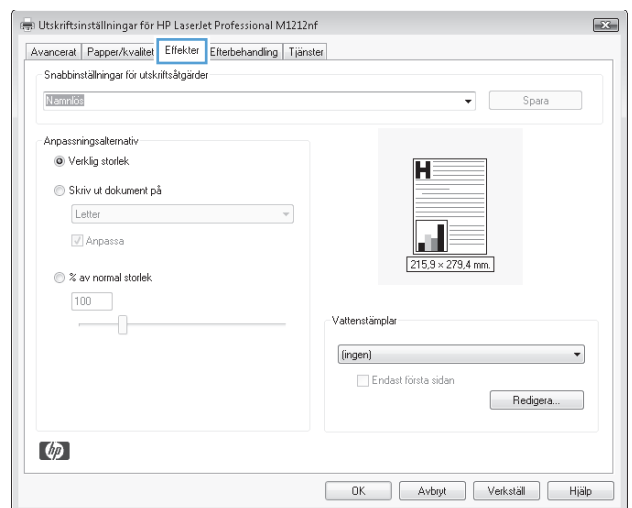 Utskriftsinställningar för HP LaserJet Professional M1212nf
Avancerat Papper/kvalitet Effekter Efterbehandling Tjänster
Snabbinställningar för utskriftsåtgärder
Namnlös
Spara
Anpassningsalternativ
Verklig storlek
Skriv ut dokument på
Letter
Anpassa
% av normal storlek
100
H
215,9 × 279,4 mm.
Vattenstämplar
(ingen)
Endast första sidan
Redigera...
hp
OK Avbryt Verkställ Hjälp